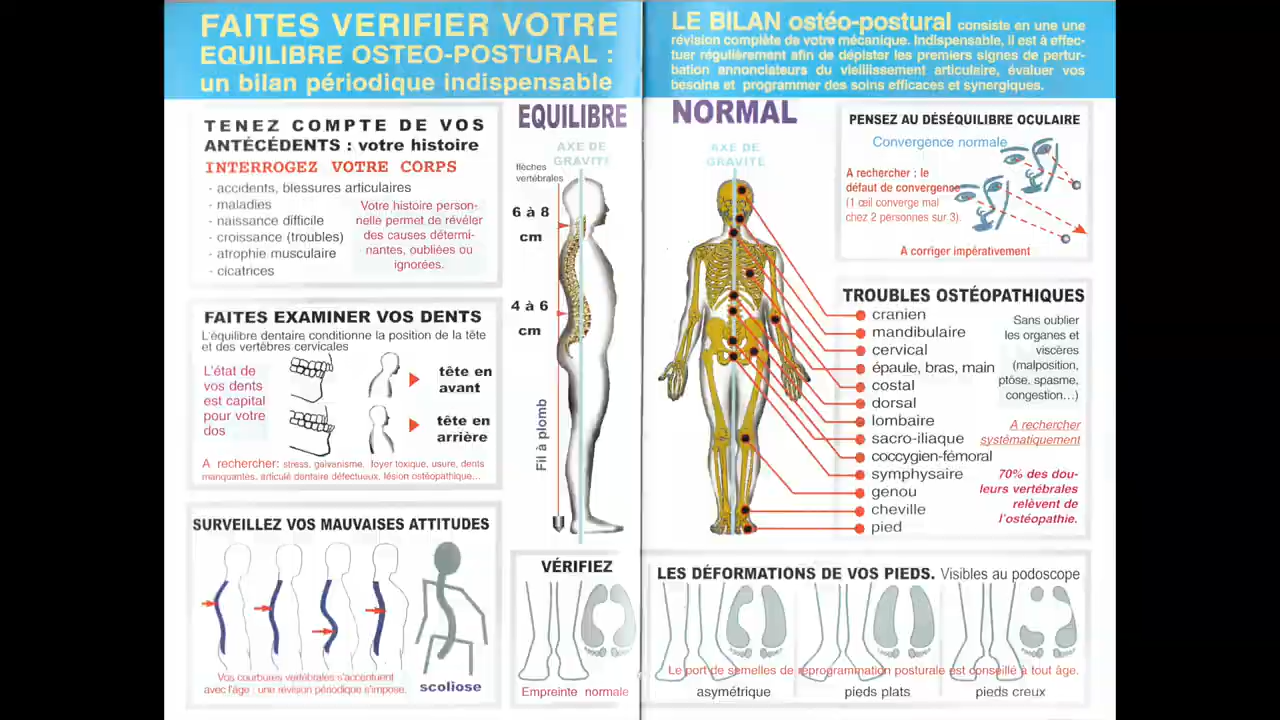 FAITES VERIFIER VOTRE
EQUILIBRE OSTEO-POSTURAL :
un bilan périodique indispensable
TENEZ COMPTE DE VOS
ANTÉCÉDENTS : votre histoire
INTERROGEZ VOTRE CORPS
- accidents, blessures articulaires
- maladies
- naissance difficile
- croissance (troubles)
- atrophie musculaire
- cicatrices
Votre histoire person-
nelle permet de révéler
des causes détermi-
nantes, oubliées ou
ignorées.
FAITES EXAMINER VOS DENTS
L'équilibre dentaire conditionne la position de la tête
et des vertèbres cervicales
L'état de
vos dents
est capital
pour votre
dos
tête en
avant
tête en
arrière
A rechercher: stress, galvanisme, foyer toxique, usure, dents
manquantes, articulé dentaire défectueux, lésion ostéopathique...
SURVEILLEZ VOS MAUVAISES ATTITUDES
Vos courbures vertébrales s'accentuent
avec l'âge : une révision périodique s'impose.
scoliose
EQUILIBRE
AXE DE
GRAVITÉ
flèches
vertébrales
6 à 8
cm
4 à 6
cm
Fil à plomb
VÉRIFIEZ
Empreinte normale
LE BILAN ostéo-postural consiste en une une
révision complète de votre mécanique. Indispensable, il est à effec-
tuer régulièrement afin de dépister les premiers signes de pertur-
bation annonciateurs du vieillissement articulaire, évaluer vos
besoins et programmer des soins efficaces et synergiques.
NORMAL
AXE DE
GRAVITÉ
PENSEZ AU DÉSÉQUILIBRE OCULAIRE
Convergence normale
A rechercher : le
défaut de convergence
(1 œil converge mal
chez 2 personnes sur 3).
A corriger impérativement
TROUBLES OSTÉOPATHIQUES
cranien
mandibulaire
cervical
épaule, bras, main
costal
dorsal
lombaire
sacro-iliaque
coccygien-fémoral
symphysaire
genou
cheville
pied
Sans oublier
les organes et
viscères
(malposition,
ptôse, spasme,
congestion...)
A rechercher
systématiquement
70% des dou-
leurs vertébrales
relèvent de
l'ostéopathie.
LES DÉFORMATIONS DE VOS PIEDS. Visibles au podoscope
Le port de semelles de reprogrammation posturale est conseillé à tout âge.
asymétrique
pieds plats
pieds creux